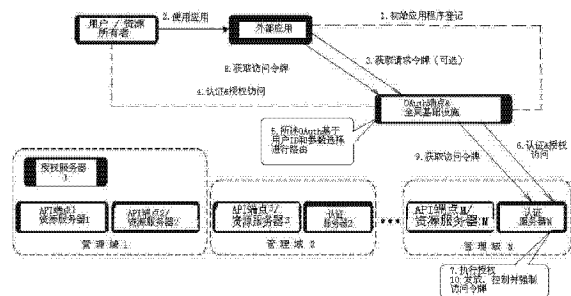 用户 / 资源
所有者
2.使用应用
外部应用
1.初始应用程序登记
3.获取请求令牌 (可选)
8.获取访问令牌
4.认证&授权访问
OAuth端点&
全局基础设施
5.所述OAuth基于
用户ID和参数选择
进行路由
6.认证&授权
访问
9.获取访问令牌
授权服务器
1
API端点1
资源服务器1
API端点2/
资源服务器2
管理域 1
API端点3/
资源服务器3
认证
服务器2
管理域 2
API端点M/
资源服务器M
认证
服务器N
管理域 N
7.执行授权
10.发放、控制并强制
访问令牌